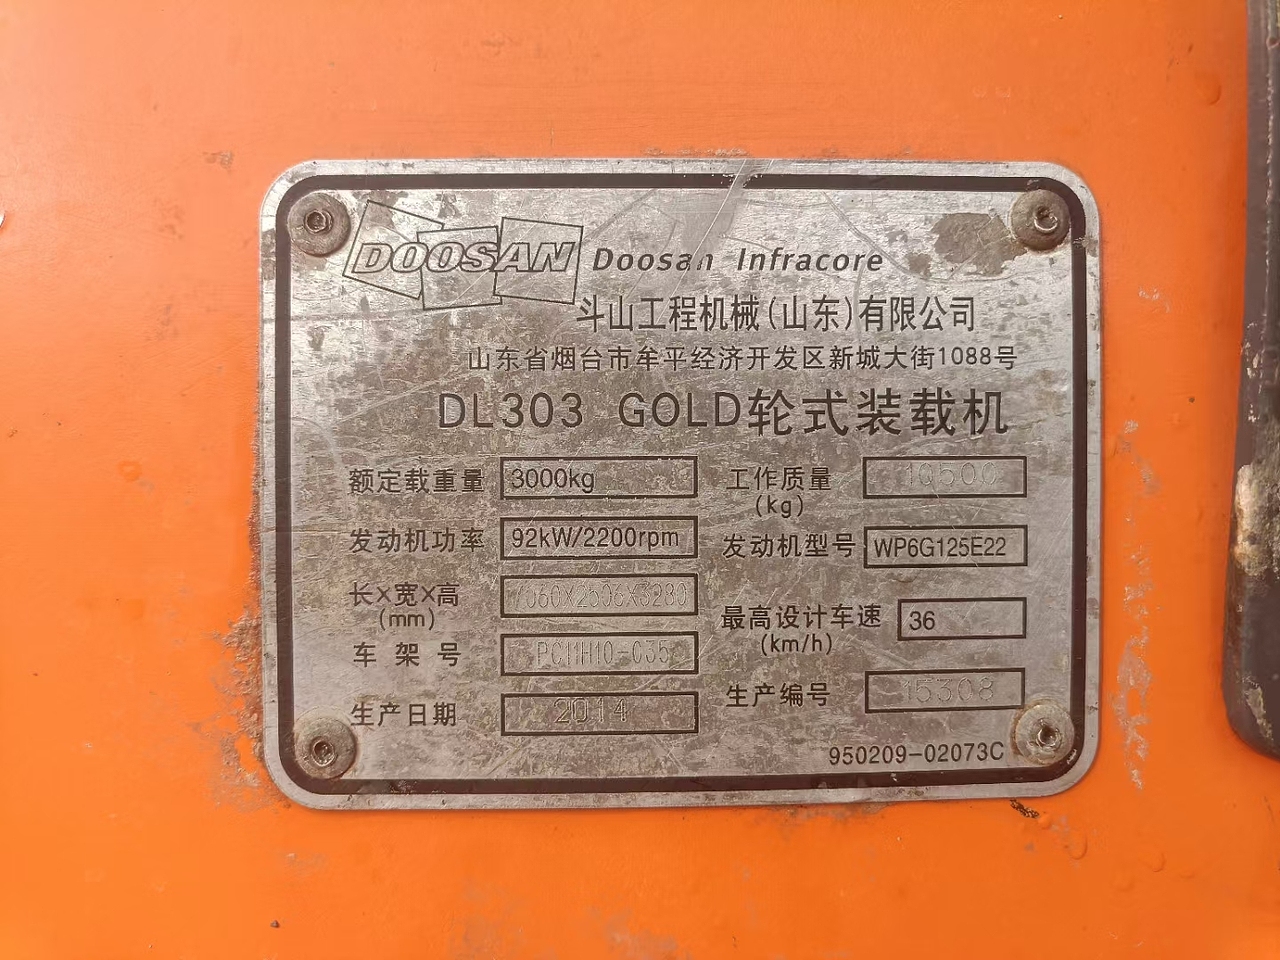 DOOSAN Doosan Infracore
斗山工程机械(山东)有限公司
山东省烟台市牟平经济开发区新城大街1088号
DL303 GOLD轮式装载机
额定载重量 3000kg 工作质量(kg) 10500
发动机功率 92kW/2200rpm 发动机型号 WP6G125E22
长×宽×高(mm) 7060×2506×3280 最高设计车速(km/h) 36
车架号
生产日期 2014 生产编号 15308
950209-02073C